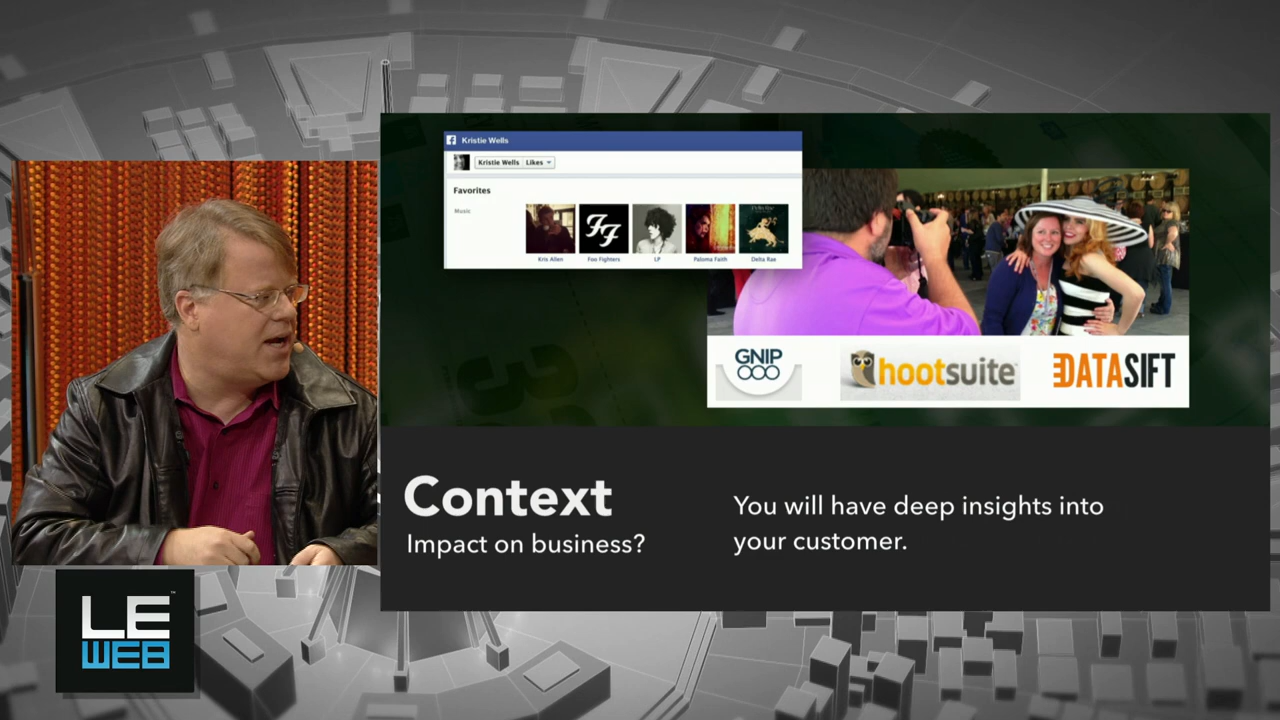 Kristie Wells
Kristie Wells Likes
Favorites
Music
FF
Kris Allen
Foo Fighters
LP
Paloma Faith
Delta Rae
GNIP
hootsuite
DATASIFT
Context
Impact on business?
You will have deep insights into
your customer.
LE
WEB